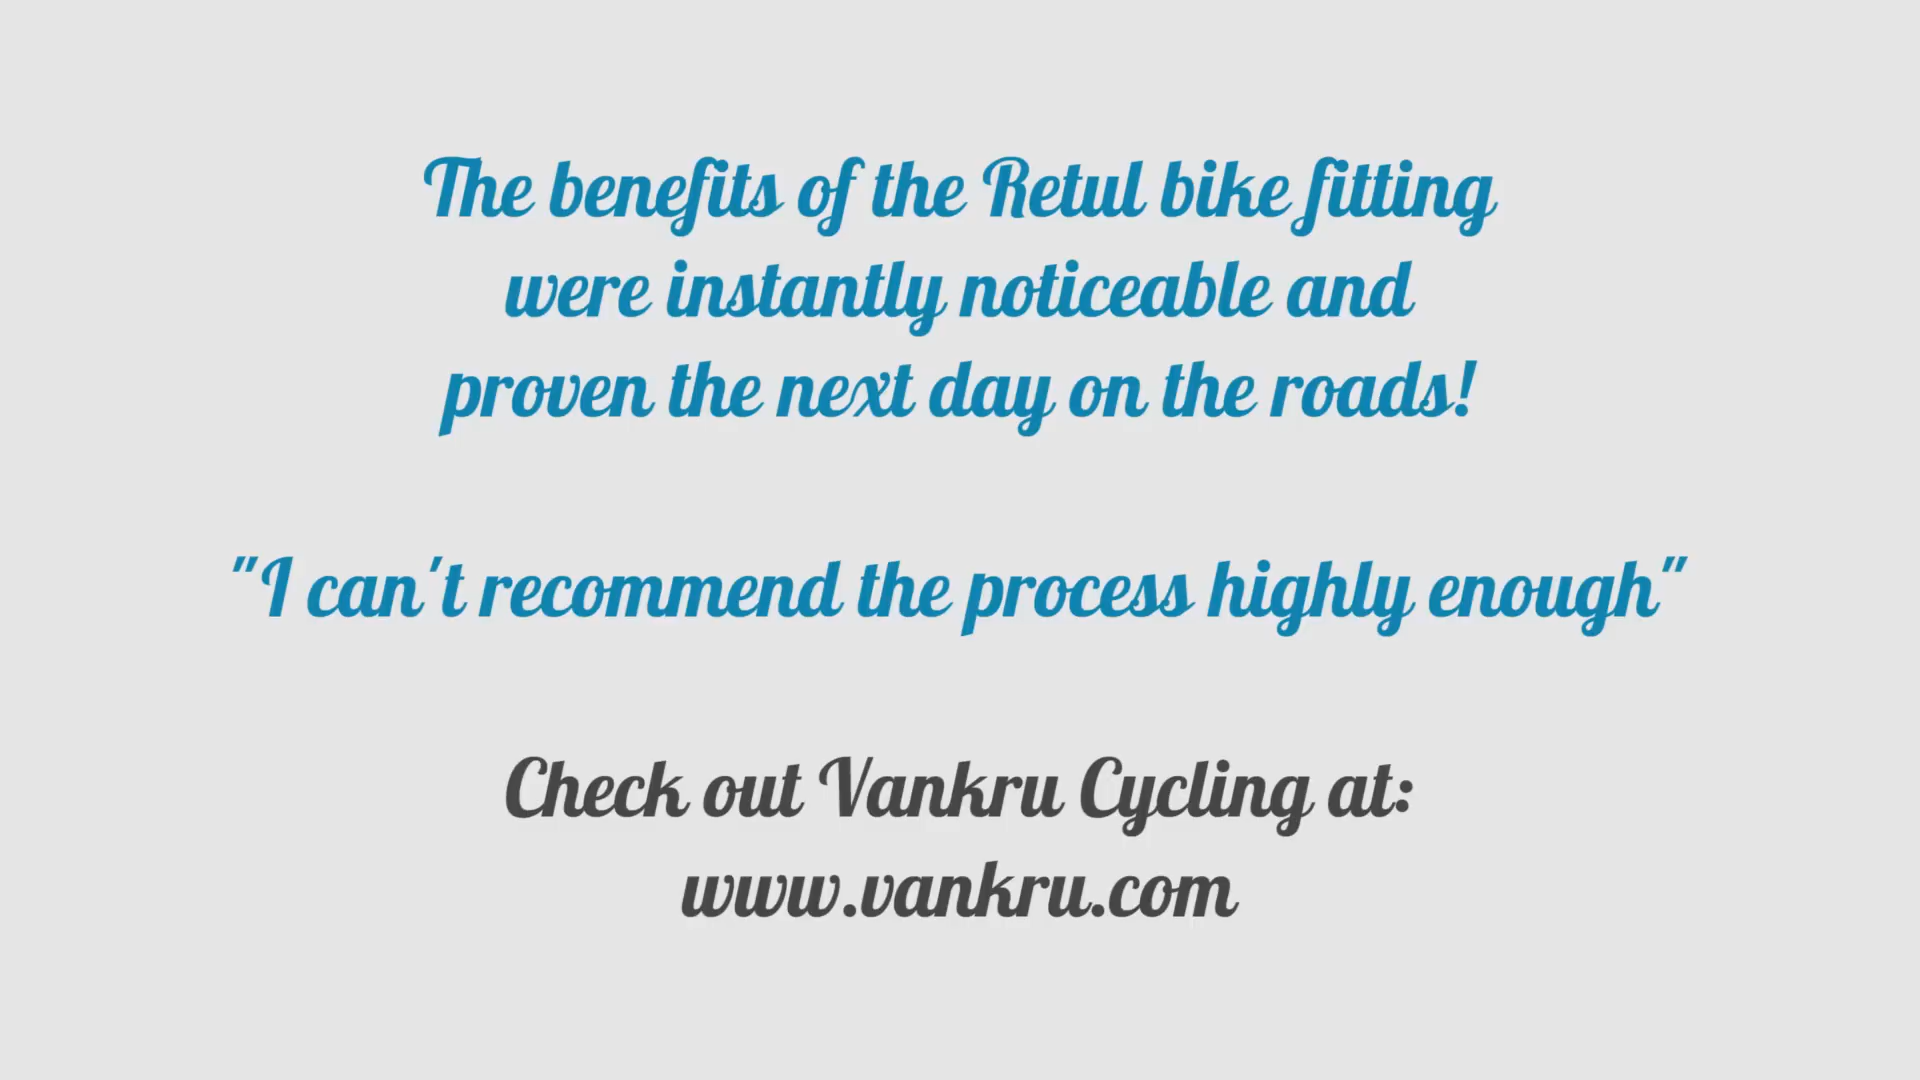 The benefits of the Retul bike fitting
were instantly noticeable and
proven the next day on the roads!
"I can't recommend the process highly enough"
Check out Vankru Cycling at:
www.vankru.com